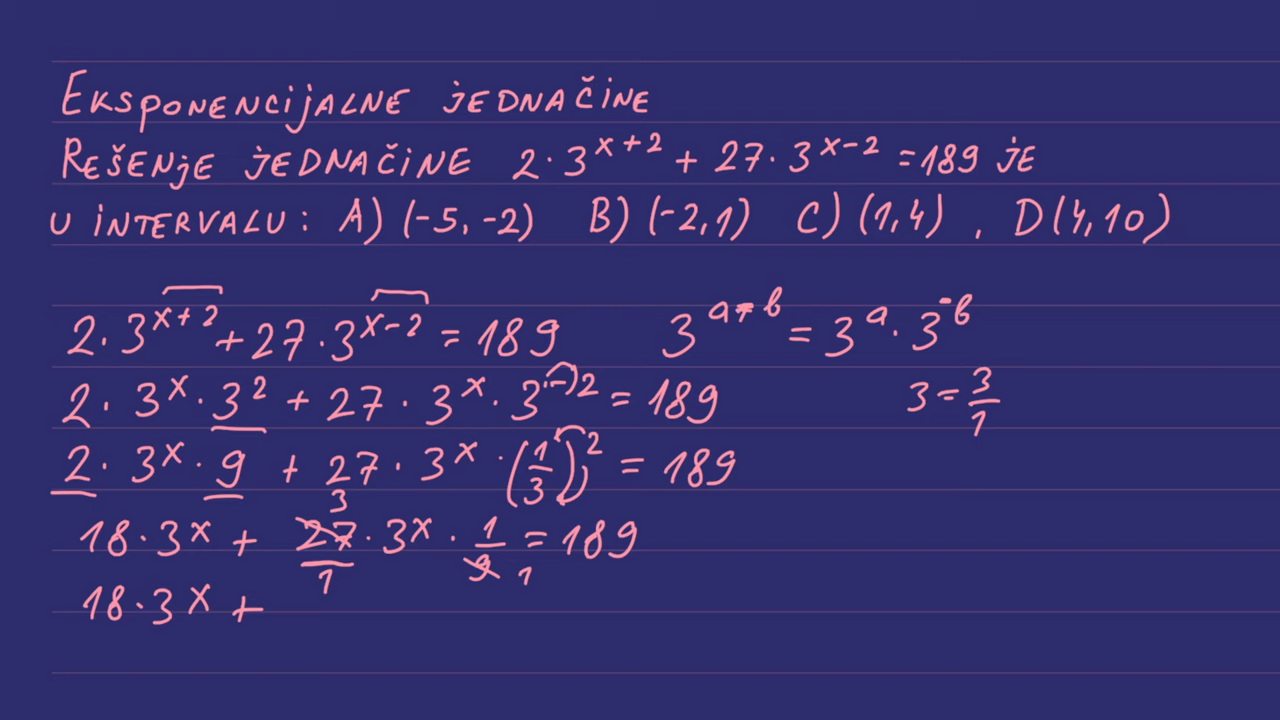 EKSPONENCIJALNE JEDNAČINE
REŠENJE JEDNAČINE 2·3^(x+2) + 27·3^(x-2) = 189 JE
U INTERVALU: A) (-5, -2) B) (-2,1) C) (1,4) , D(4,10)
2·3^(x+2) + 27·3^(x-2) = 189 3^(a+-b) = 3^a · 3^(-b)
2·3^x·3^2 + 27·3^x·3^((-)2) = 189 3 = 3/1
2·3^x·9 + 27·3^x·(1/3)^2 = 189
18·3^x + 27/1·3^x·1/9 = 189 3 1
18·3^x +